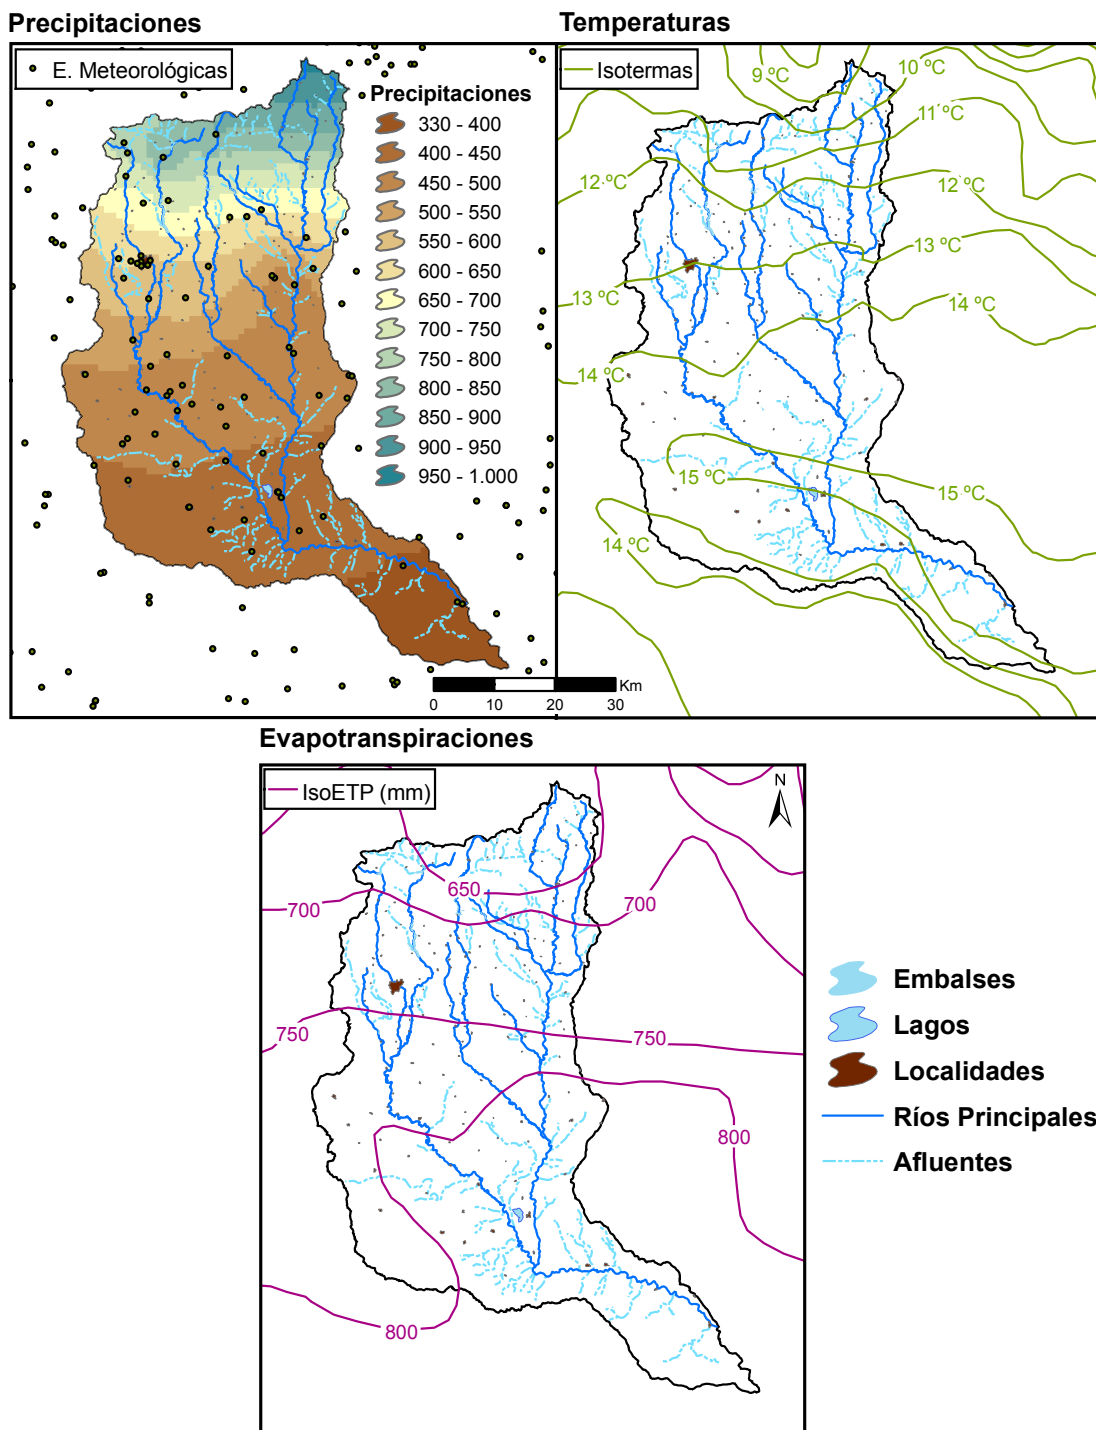 Precipitaciones
Temperaturas
E. Meteorológicas
Precipitaciones
330 - 400
400 - 450
450 - 500
500 - 550
550 - 600
600 - 650
650 - 700
700 - 750
750 - 800
800 - 850
850 - 900
900 - 950
950 - 1.000
Km
0 10 20 30
Isotermas
9 ºC
10 ºC
11 ºC
12 ºC
12 ºC
13 ºC
13 ºC
14 ºC
14 ºC
15 ºC
15 ºC
14 ºC
Evapotranspiraciones
IsoETP (mm)
N
650
700
700
750
750
800
800
Embalses
Lagos
Localidades
Ríos Principales
Afluentes